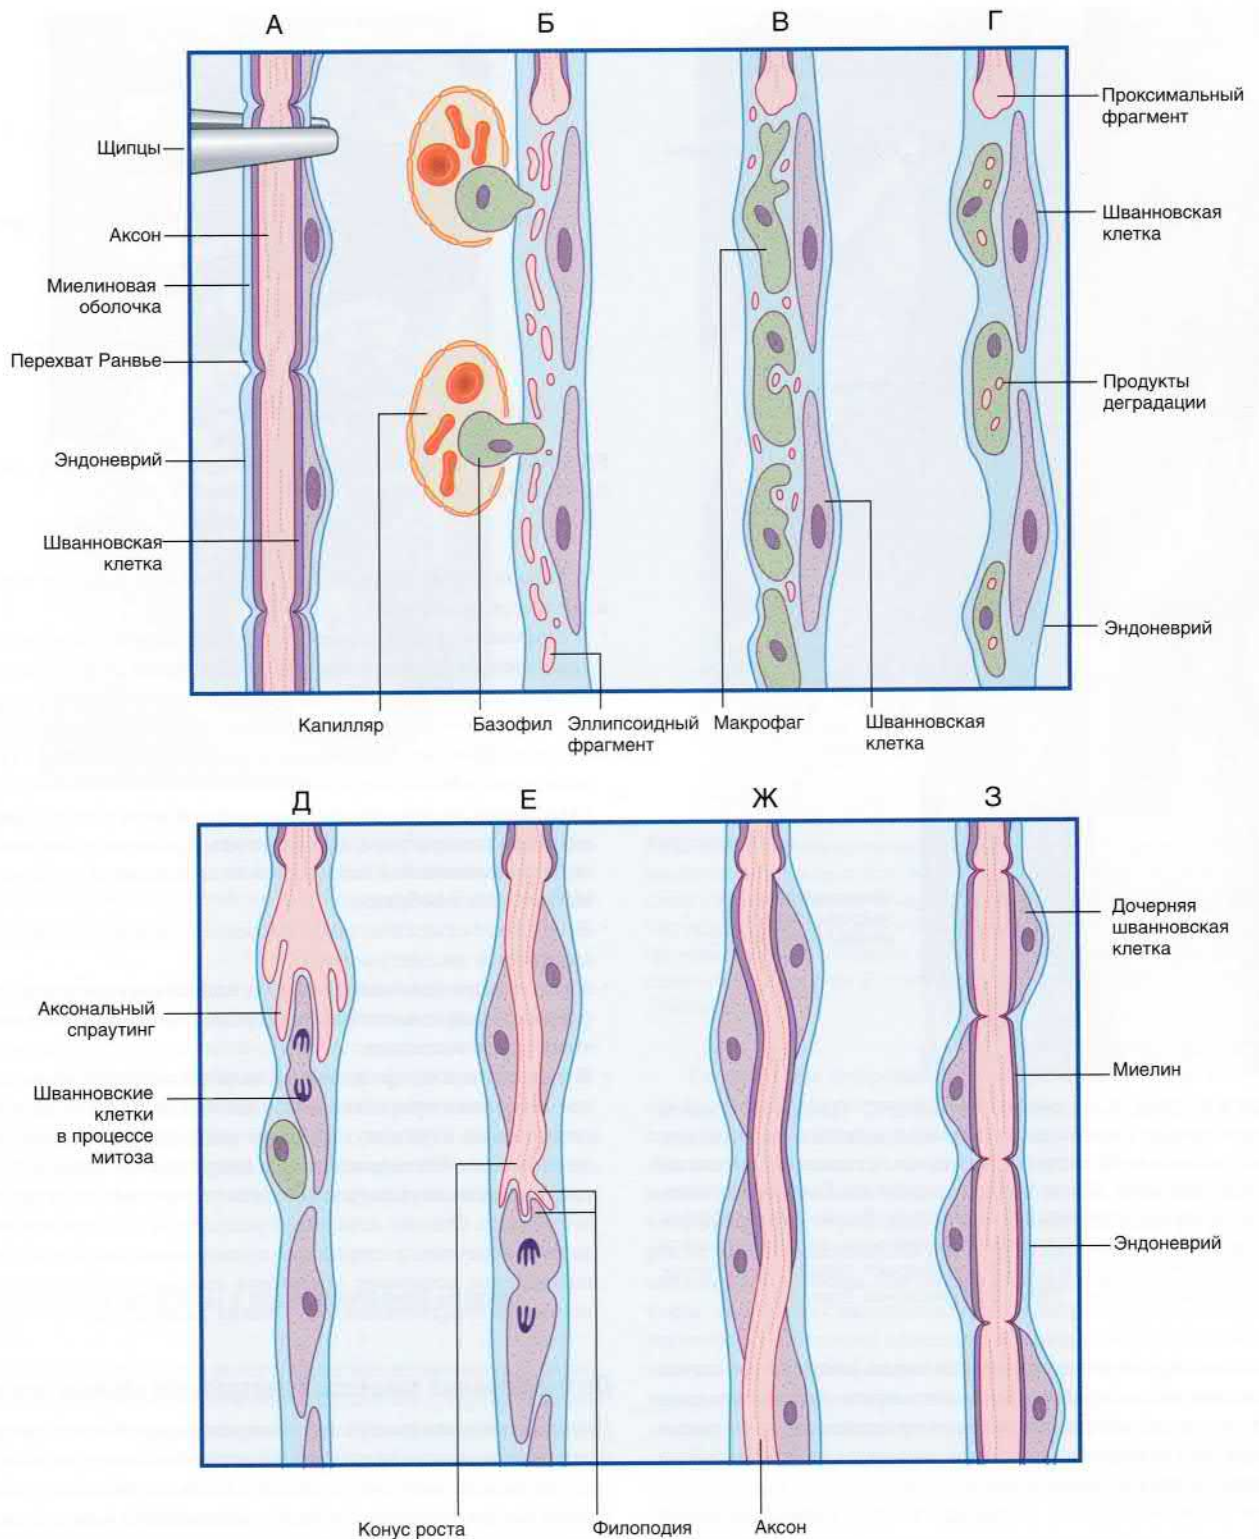 А
Б
В
Г
Щипцы
Аксон
Миелиновая
оболочка
Перехват Ранвье
Эндоневрий
Шванновская
клетка
Проксимальный
фрагмент
Шванновская
клетка
Продукты
деградации
Эндоневрий
Капилляр
Базофил
Эллипсоидный
фрагмент
Макрофаг
Шванновская
клетка
Д
Е
Ж
З
Аксональный
спраутинг
Шванновские
клетки
в процессе
митоза
Дочерняя
шванновская
клетка
Миелин
Эндоневрий
Конус роста
Филоподия
Аксон